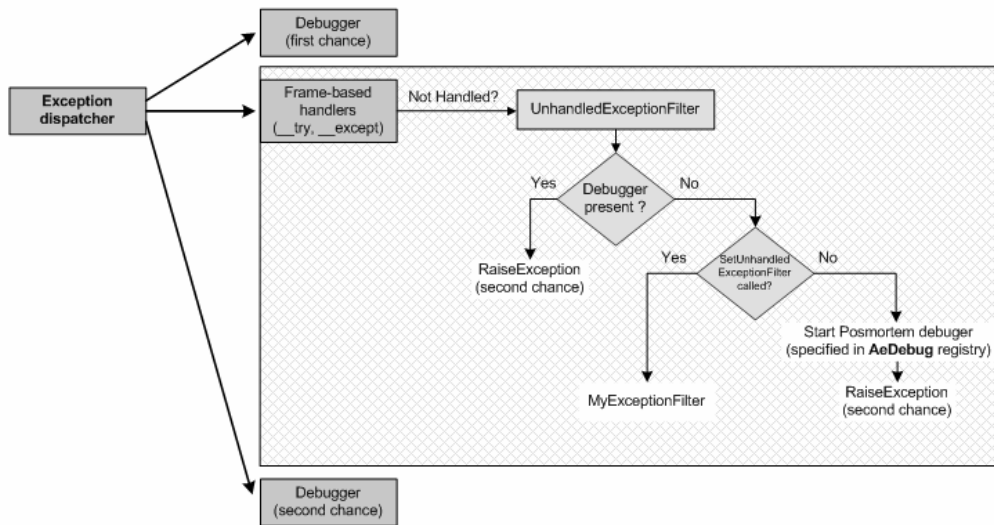 Debugger
(first chance)
Exception
dispatcher
Frame-based
handlers
(__try, __except)
Not Handled?
UnhandledExceptionFilter
Yes
Debugger
present ?
No
RaiseException
(second chance)
Yes
SetUnhandled
ExceptionFilter
called?
No
Start Posmortem debuger
(specified in AeDebug registry)
MyExceptionFilter
RaiseException
(second chance)
Debugger
(second chance)